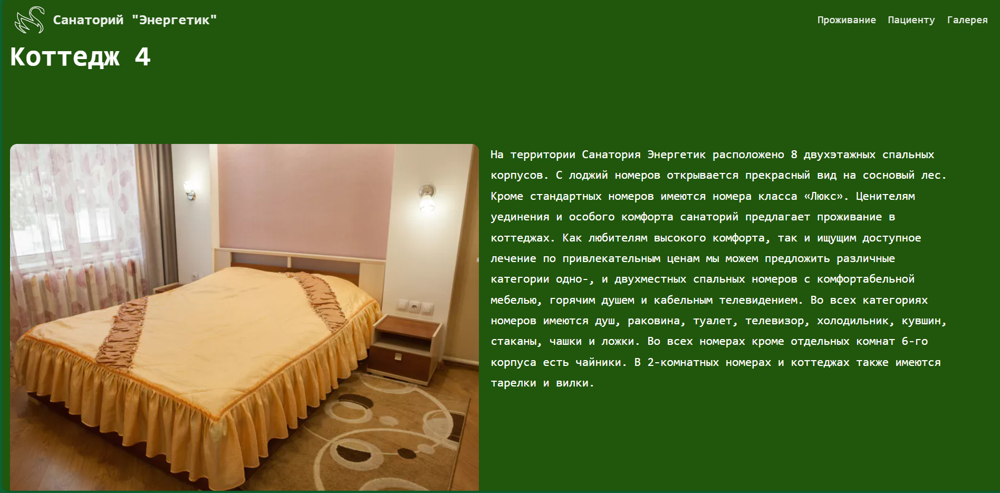 Санаторий "Энергетик"
Проживание Пациенту Галерея
Коттедж 4
На территории Санатория Энергетик расположено 8 двухэтажных спальных
корпусов. С лоджий номеров открывается прекрасный вид на сосновый лес.
Кроме стандартных номеров имеются номера класса «Люкс». Ценителям
уединения и особого комфорта санаторий предлагает проживание в
коттеджах. Как любителям высокого комфорта, так и ищущим доступное
лечение по привлекательным ценам мы можем предложить различные
категории одно-, и двухместных спальных номеров с комфортабельной
мебелью, горячим душем и кабельным телевидением. Во всех категориях
номеров имеются душ, раковина, туалет, телевизор, холодильник, кувшин,
стаканы, чашки и ложки. Во всех номерах кроме отдельных комнат 6-го
корпуса есть чайники. В 2-комнатных номерах и коттеджах также имеются
тарелки и вилки.